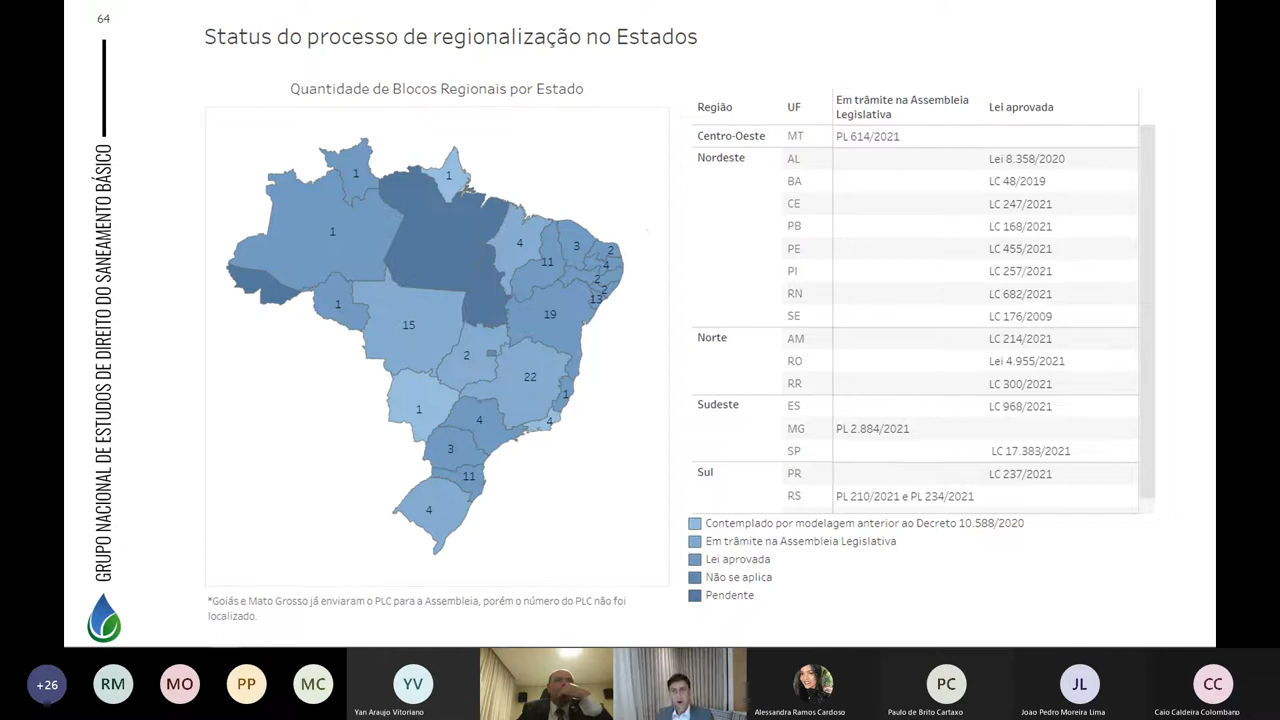 64
Status do processo de regionalização no Estados
GRUPO NACIONAL DE ESTUDOS DE DIREITO DO SANEAMENTO BÁSICO
Quantidade de Blocos Regionais por Estado
1
1
1
4
11
3
2
4
2
2
13
1
15
19
2
22
1
1
4
4
3
11
4
*Goiás e Mato Grosso já enviaram o PLC para a Assembleia, porém o número do PLC não foi
localizado.
Região UF Em trâmite na Assembleia Legislativa Lei aprovada
Centro-Oeste MT PL 614/2021
Nordeste AL Lei 8.358/2020
BA LC 48/2019
CE LC 247/2021
PB LC 168/2021
PE LC 455/2021
PI LC 257/2021
RN LC 682/2021
SE LC 176/2009
Norte AM LC 214/2021
RO Lei 4.955/2021
RR LC 300/2021
Sudeste ES LC 968/2021
MG PL 2.884/2021
SP LC 17.383/2021
Sul PR LC 237/2021
RS PL 210/2021 e PL 234/2021
Contemplado por modelagem anterior ao Decreto 10.588/2020
Em trâmite na Assembleia Legislativa
Lei aprovada
Não se aplica
Pendente
+26
RM
MO
PP
MC
YV
Yan Araujo Vitoriano
Alessandra Ramos Cardoso
PC
Paulo de Brito Cartaxo
JL
Joao Pedro Moreira Lima
CC
Caio Caldeira Colombano